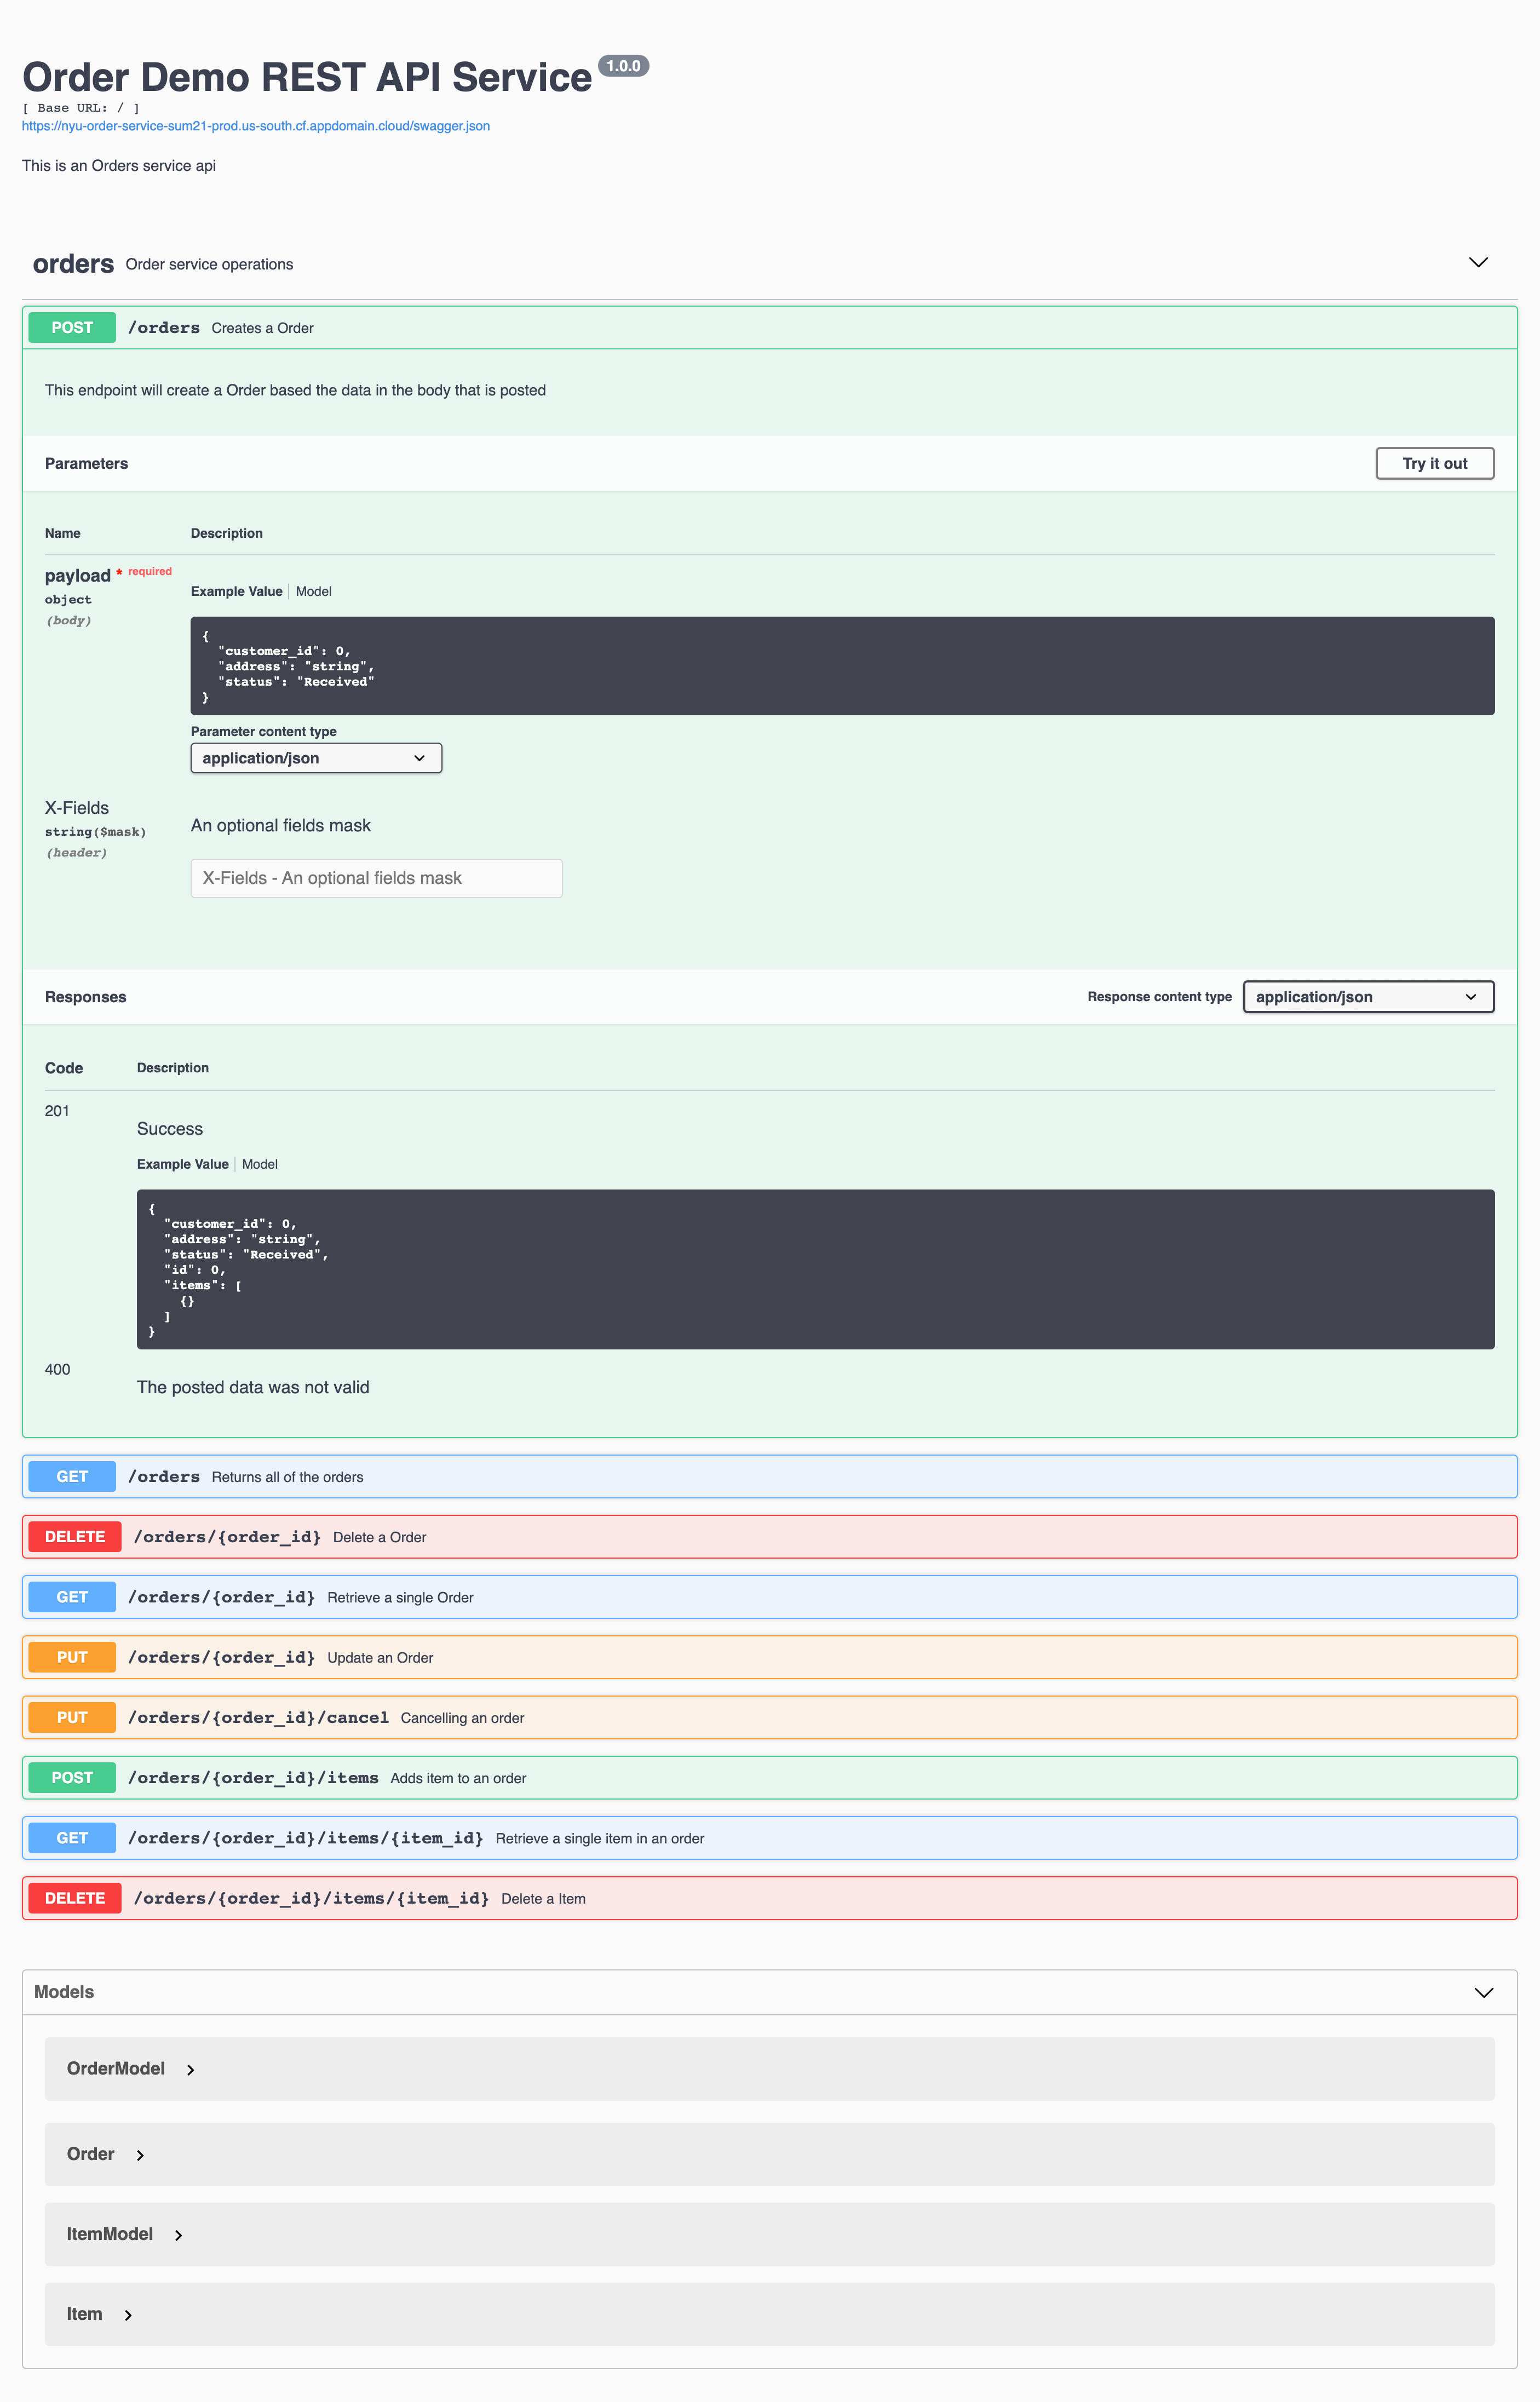 Order Demo REST API Service 1.0.0
[ Base URL: / ]
https://nyu-order-service-sum21-prod.us-south.cf.appdomain.cloud/swagger.json
This is an Orders service api
orders Order service operations
POST /orders Creates a Order
This endpoint will create a Order based the data in the body that is posted
Parameters Try it out
Name Description
payload * required
object
(body)
Example Value Model
{
"customer_id": 0,
"address": "string",
"status": "Received"
}
Parameter content type
application/json
X-Fields
string($mask)
(header)
An optional fields mask
X-Fields - An optional fields mask
Responses Response content type application/json
Code Description
201
Success
Example Value Model
{
"customer_id": 0,
"address": "string",
"status": "Received",
"id": 0,
"items": [
{}
]
}
400
The posted data was not valid
GET /orders Returns all of the orders
DELETE /orders/{order_id} Delete a Order
GET /orders/{order_id} Retrieve a single Order
PUT /orders/{order_id} Update an Order
PUT /orders/{order_id}/cancel Cancelling an order
POST /orders/{order_id}/items Adds item to an order
GET /orders/{order_id}/items/{item_id} Retrieve a single item in an order
DELETE /orders/{order_id}/items/{item_id} Delete a Item
Models
OrderModel
Order
ItemModel
Item